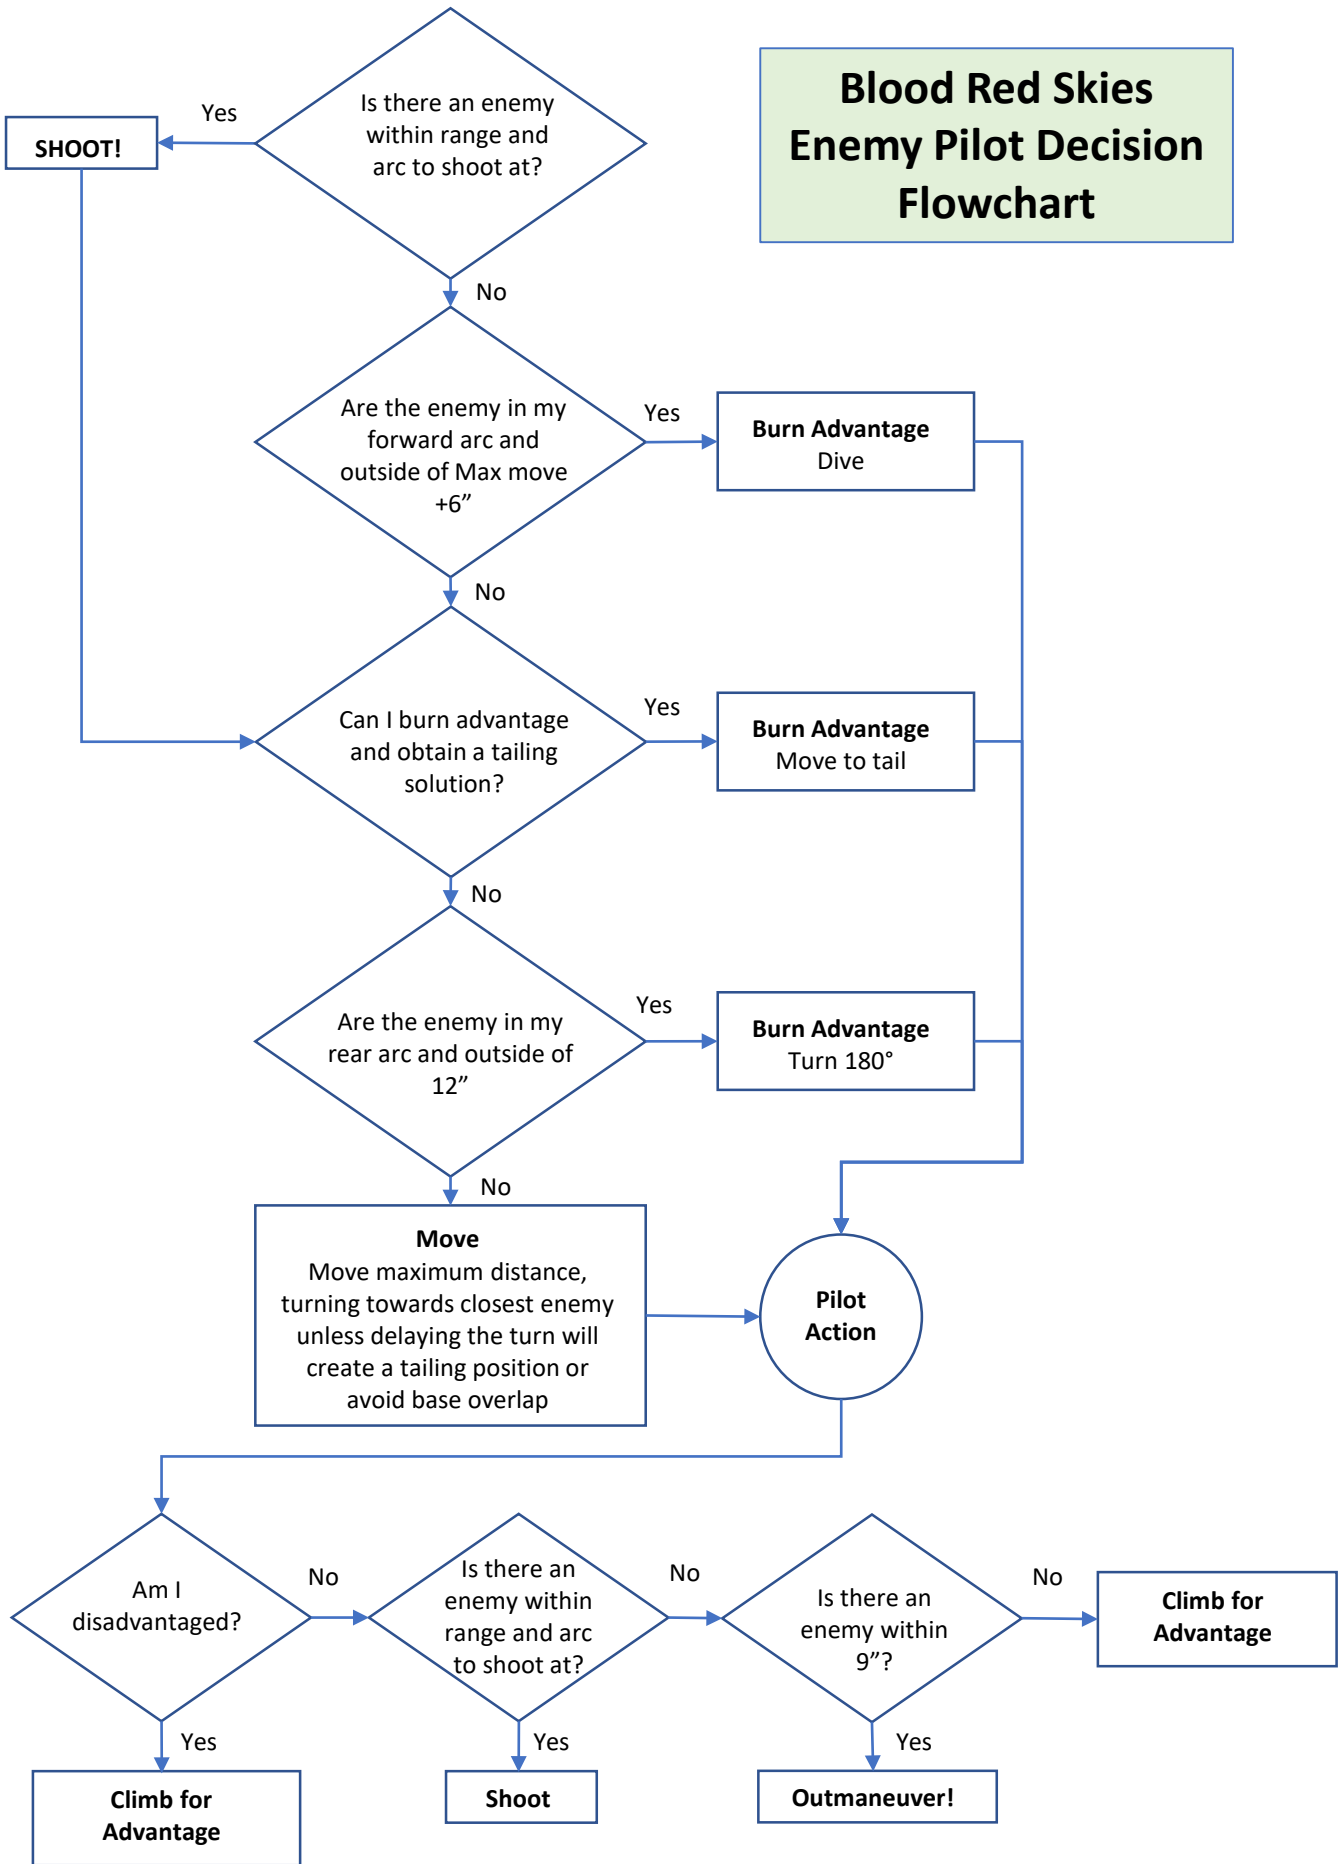 Blood Red Skies
Enemy Pilot Decision
Flowchart
Is there an enemy
within range and
arc to shoot at?
Yes
SHOOT!
No
Are the enemy in my
forward arc and
outside of Max move
+6”
Yes
Burn Advantage
Dive
No
Can I burn advantage
and obtain a tailing
solution?
Yes
Burn Advantage
Move to tail
No
Are the enemy in my
rear arc and outside of
12”
Yes
Burn Advantage
Turn 180°
No
Move
Move maximum distance,
turning towards closest enemy
unless delaying the turn will
create a tailing position or
avoid base overlap
Pilot
Action
Am I
disadvantaged?
No
Is there an
enemy within
range and arc
to shoot at?
No
Is there an
enemy within
9”?
No
Climb for
Advantage
Yes
Climb for
Advantage
Yes
Shoot
Yes
Outmaneuver!